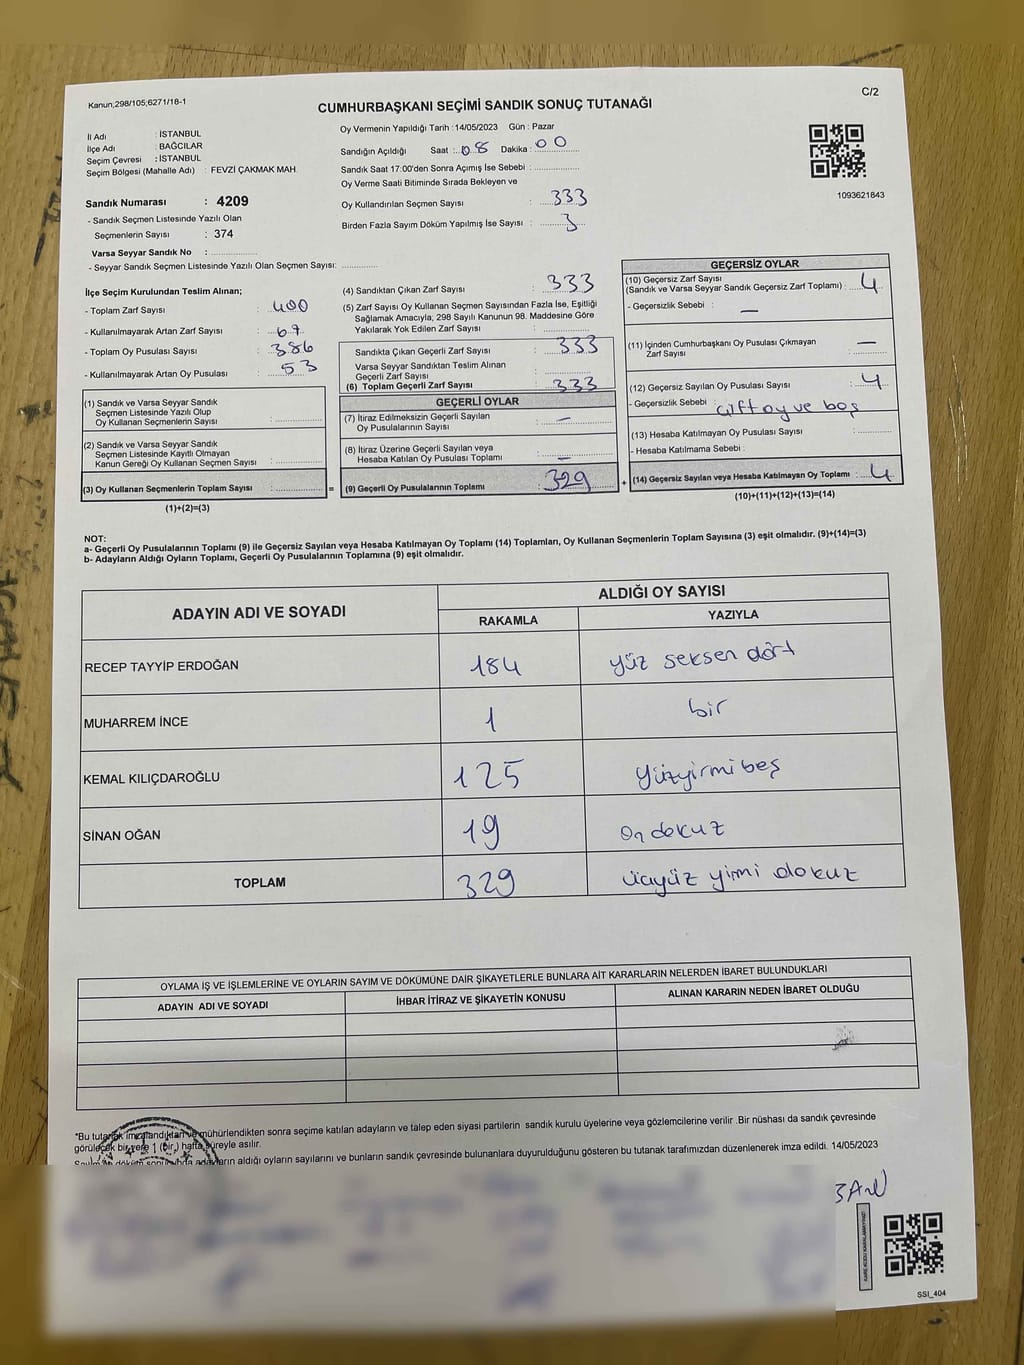 Kanun;298/105;6271/18-1
CUMHURBAŞKANI SEÇİMİ SANDIK SONUÇ TUTANAĞI
C/2
İl Adı : İSTANBUL
İlçe Adı : BAĞCILAR
Seçim Çevresi : İSTANBUL
Seçim Bölgesi (Mahalle Adı) : FEVZİ ÇAKMAK MAH.
Sandık Numarası : 4209
- Sandık Seçmen Listesinde Yazılı Olan
Seçmenlerin Sayısı : 374
Varsa Seyyar Sandık No :
- Seyyar Sandık Seçmen Listesinde Yazılı Olan Seçmen Sayısı:
Oy Vermenin Yapıldığı Tarih : 14/05/2023 Gün : Pazar
Sandığın Açıldığı Saat : 08 Dakika : 00
Sandık Saat 17:00'den Sonra Açımış İse Sebebi :
Oy Verme Saati Bitiminde Sırada Bekleyen ve
Oy Kullandırılan Seçmen Sayısı : 333
Birden Fazla Sayım Döküm Yapılmış İse Sayısı : 3
1093621843
İlçe Seçim Kurulundan Teslim Alınan;
- Toplam Zarf Sayısı : 400
- Kullanılmayarak Artan Zarf Sayısı : 67
- Toplam Oy Pusulası Sayısı : 386
- Kullanılmayarak Artan Oy Pusulası : 53
(1) Sandık ve Varsa Seyyar Sandık
Seçmen Listesinde Yazılı Olup
Oy Kullanan Seçmenlerin Sayısı :
(2) Sandık ve Varsa Seyyar Sandık
Seçmen Listesinde Kayıtlı Olmayan
Kanun Gereği Oy Kullanan Seçmen Sayısı :
(3) Oy Kullanan Seçmenlerin Toplam Sayısı : =
(1)+(2)=(3)
(4) Sandıktan Çıkan Zarf Sayısı : 333
(5) Zarf Sayısı Oy Kullanan Seçmen Sayısından Fazla İse, Eşitliği
Sağlamak Amacıyla; 298 Sayılı Kanunun 98. Maddesine Göre
Yakılarak Yok Edilen Zarf Sayısı :
Sandıkta Çıkan Geçerli Zarf Sayısı : 333
Varsa Seyyar Sandıktan Teslim Alınan
Geçerli Zarf Sayısı :
(6) Toplam Geçerli Zarf Sayısı : 333
GEÇERLİ OYLAR
(7) İtiraz Edilmeksizin Geçerli Sayılan
Oy Pusulalarının Sayısı : —
(8) İtiraz Üzerine Geçerli Sayılan veya
Hesaba Katılan Oy Pusulası Toplamı : —
(9) Geçerli Oy Pusulalarının Toplamı : 329 +
GEÇERSİZ OYLAR
(10) Geçersiz Zarf Sayısı
(Sandık ve Varsa Seyyar Sandık Geçersiz Zarf Toplamı) : 4
- Geçersizlik Sebebi : —
(11) İçinden Cumhurbaşkanı Oy Pusulası Çıkmayan
Zarf Sayısı : —
(12) Geçersiz Sayılan Oy Pusulası Sayısı : 4
- Geçersizlik Sebebi : çift oy ve boş
(13) Hesaba Katılmayan Oy Pusulası Sayısı :
- Hesaba Katılmama Sebebi :
(14) Geçersiz Sayılan veya Hesaba Katılmayan Oy Toplamı : 4
(10)+(11)+(12)+(13)=(14)
NOT:
a- Geçerli Oy Pusulalarının Toplamı (9) ile Geçersiz Sayılan veya Hesaba Katılmayan Oy Toplamı (14) Toplamları, Oy Kullanan Seçmenlerin Toplam Sayısına (3) eşit olmalıdır. (9)+(14)=(3)
b- Adayların Aldığı Oyların Toplamı, Geçerli Oy Pusulalarının Toplamına (9) eşit olmalıdır.
ADAYIN ADI VE SOYADI ALDIĞI OY SAYISI
RAKAMLA YAZIYLA
RECEP TAYYİP ERDOĞAN 184 yüz seksen dört
MUHARREM İNCE 1 bir
KEMAL KILIÇDAROĞLU 125 yüzyirmibeş
SİNAN OĞAN 19 on dokuz
TOPLAM 329 üçyüz yirmi dokuz
OYLAMA İŞ VE İŞLEMLERİNE VE OYLARIN SAYIM VE DÖKÜMÜNE DAİR ŞİKAYETLERLE BUNLARA AİT KARARLARIN NELERDEN İBARET BULUNDUKLARI
ADAYIN ADI VE SOYADI İHBAR İTİRAZ VE ŞİKAYETİN KONUSU ALINAN KARARIN NEDEN İBARET OLDUĞU
*Bu tutanak imzalandıktan ve mühürlendikten sonra seçime katılan adayların ve talep eden siyasi partilerin sandık kurulu üyelerine veya gözlemcilerine verilir .Bir nüshası da sandık çevresinde
görülecek bir yere 1 (bir,) hafta süreyle asılır.
adayların aldığı oyların sayılarını ve bunların sandık çevresinde bulunanlara duyurulduğunu gösteren bu tutanak tarafımızdan düzenlenerek imza edildi. 14/05/2023
SSI_404